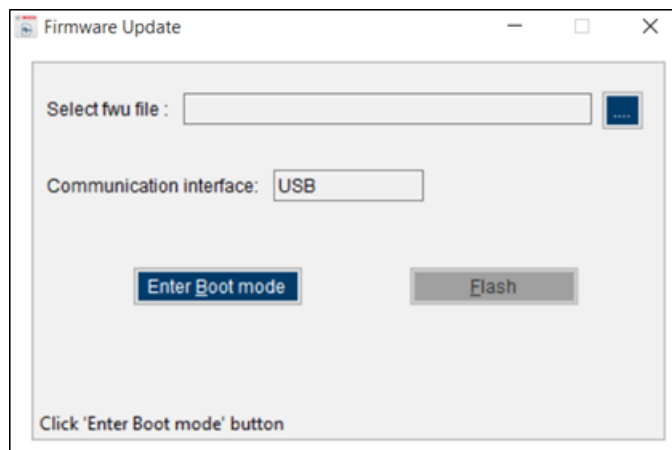 Firmware Update
Select fwu file :
....
Communication interface: USB
Enter Boot mode Flash
Click 'Enter Boot mode' button